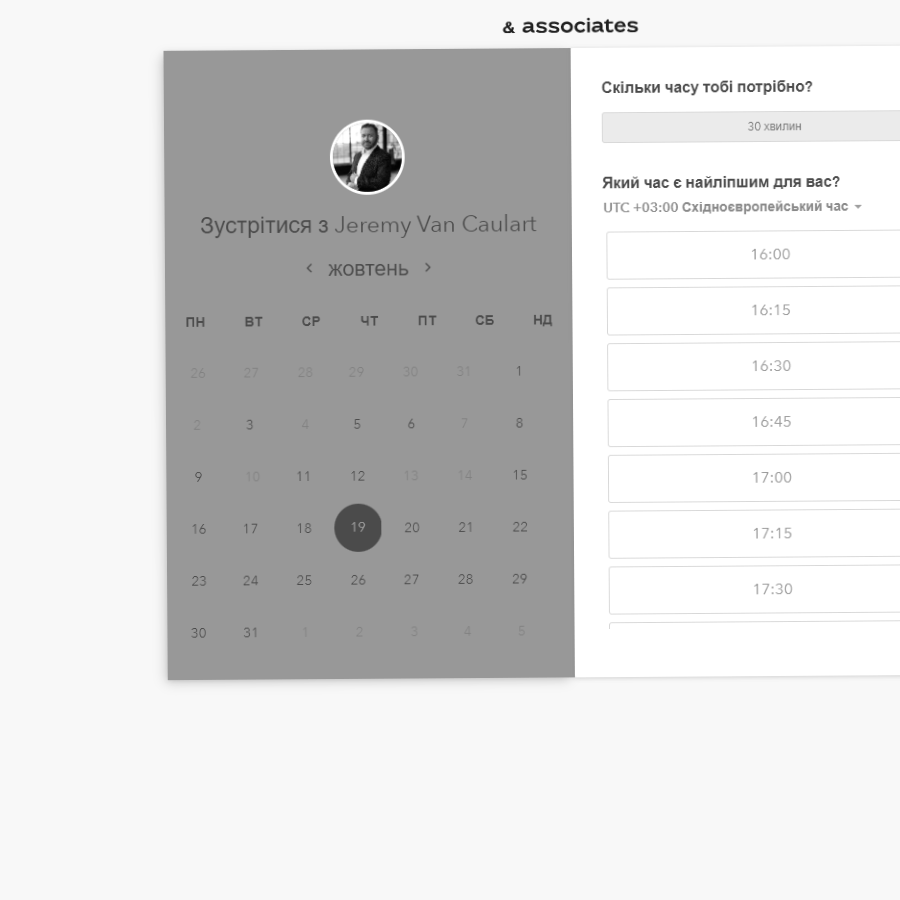 & associates
Зустрітися з Jeremy Van Caulart
жовтень
ПН ВТ СР ЧТ ПТ СБ НД
26 27 28 29 30 31 1
2 3 4 5 6 7 8
9 10 11 12 13 14 15
16 17 18 19 20 21 22
23 24 25 26 27 28 29
30 31 1 2 3 4 5
Скільки часу тобі потрібно?
30 хвилин
Який час є найліпшим для вас?
UTC +03:00 Східноєвропейський час
16:00
16:15
16:30
16:45
17:00
17:15
17:30